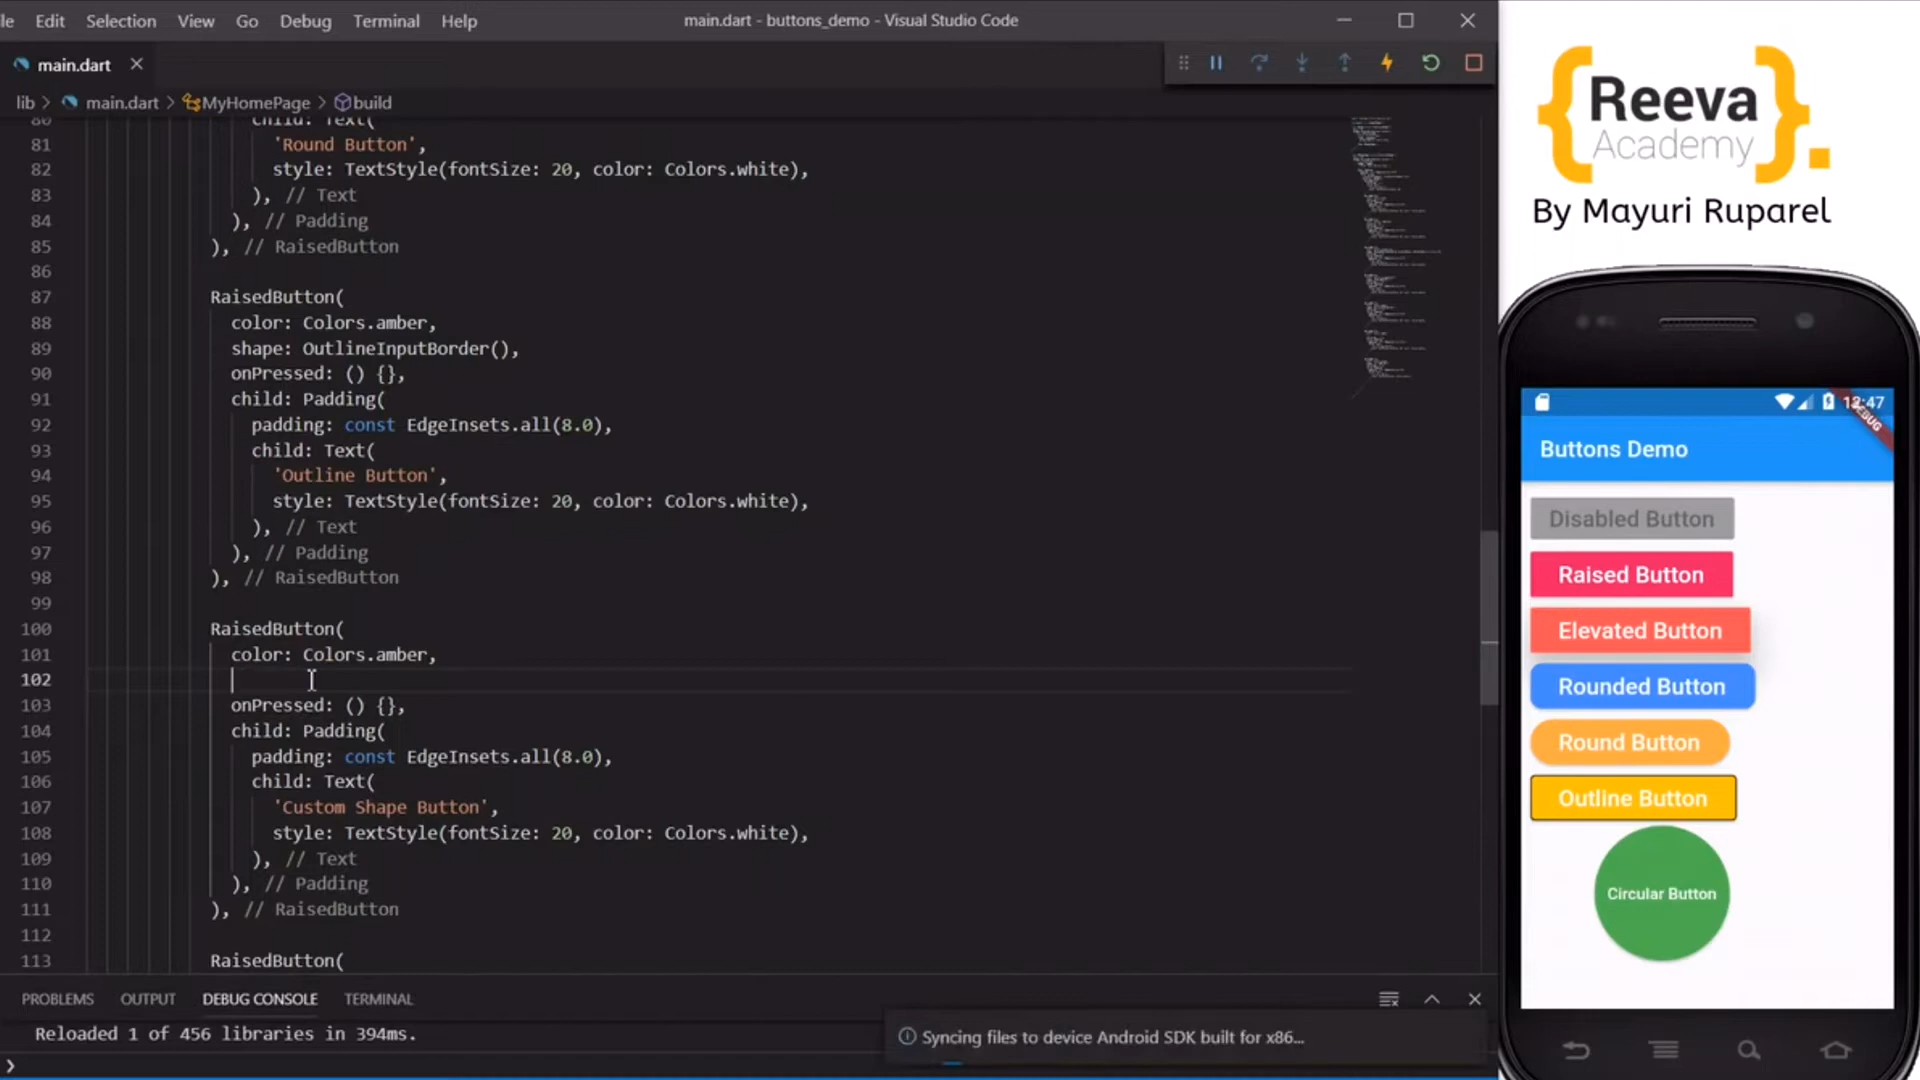 Edit Selection View Go Debug Terminal Help
main.dart - buttons_demo - Visual Studio Code
main.dart
lib > main.dart > MyHomePage > build
80 child: Text(
81 'Round Button',
82 style: TextStyle(fontSize: 20, color: Colors.white),
83 ), // Text
84 ), // Padding
85 ), // RaisedButton
86
87 RaisedButton(
88 color: Colors.amber,
89 shape: OutlineInputBorder(),
90 onPressed: () {},
91 child: Padding(
92 padding: const EdgeInsets.all(8.0),
93 child: Text(
94 'Outline Button',
95 style: TextStyle(fontSize: 20, color: Colors.white),
96 ), // Text
97 ), // Padding
98 ), // RaisedButton
99
100 RaisedButton(
101 color: Colors.amber,
102
103 onPressed: () {},
104 child: Padding(
105 padding: const EdgeInsets.all(8.0),
106 child: Text(
107 'Custom Shape Button',
108 style: TextStyle(fontSize: 20, color: Colors.white),
109 ), // Text
110 ), // Padding
111 ), // RaisedButton
112
113 RaisedButton(
PROBLEMS OUTPUT DEBUG CONSOLE TERMINAL
Reloaded 1 of 456 libraries in 394ms.
Syncing files to device Android SDK built for x86...
{Reeva
Academy}.
By Mayuri Ruparel
12:47
DEBUG
Buttons Demo
Disabled Button
Raised Button
Elevated Button
Rounded Button
Round Button
Outline Button
Circular Button